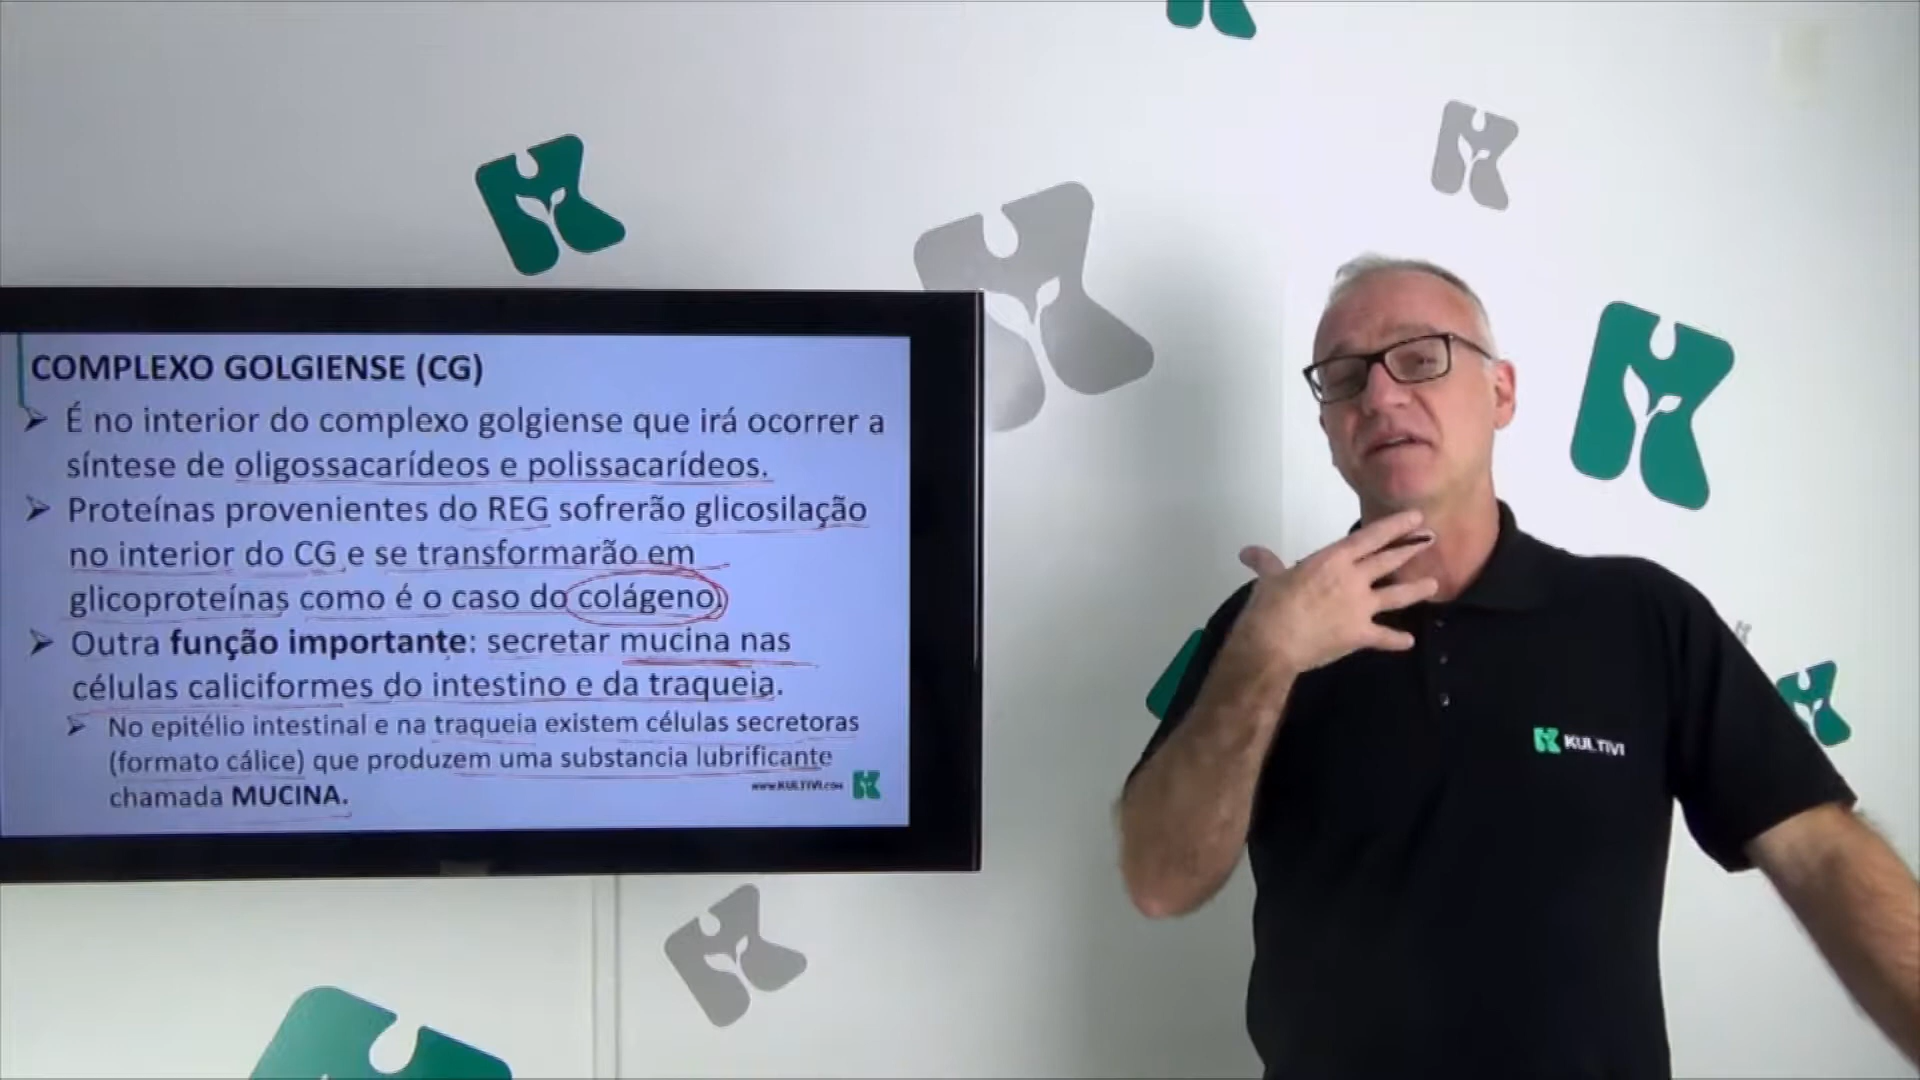 COMPLEXO GOLGIENSE (CG)
➢ É no interior do complexo golgiense que irá ocorrer a
síntese de oligossacarídeos e polissacarídeos.
➢ Proteínas provenientes do REG sofrerão glicosilação
no interior do CG e se transformarão em
glicoproteínas como é o caso do colágeno.
➢ Outra função importante: secretar mucina nas
células caliciformes do intestino e da traqueia.
➢ No epitélio intestinal e na traqueia existem células secretoras
(formato cálice) que produzem uma substancia lubrificante
chamada MUCINA.
www.KULTIVI.com
KULTIVI